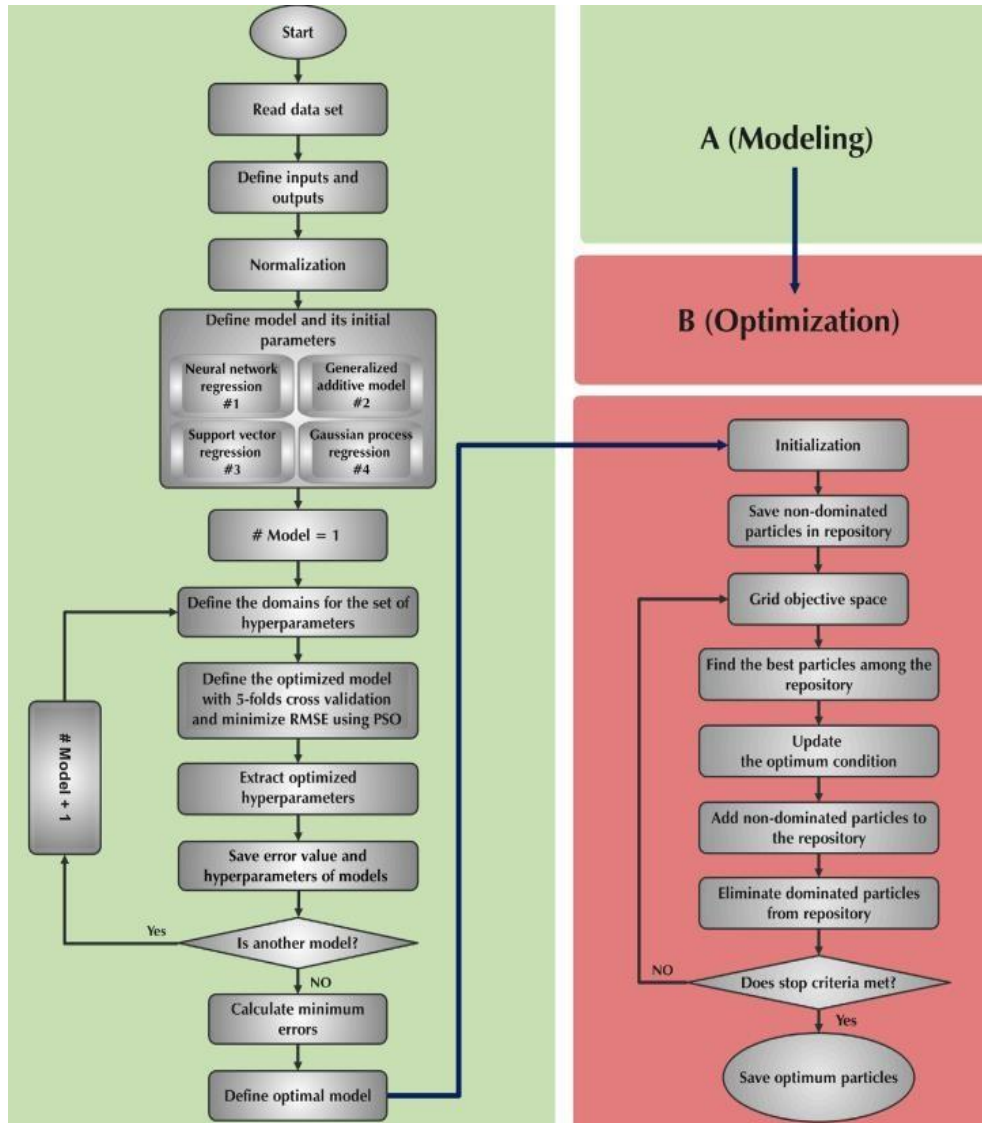 Start
Read data set
Define inputs and
outputs
Normalization
Define model and its initial
parameters
Neural network
regression
#1
Generalized
additive model
#2
Support vector
regression
#3
Gaussian process
regression
#4
# Model = 1
Define the domains for the set of
hyperparameters
Define the optimized model
with 5-folds cross validation
and minimize RMSE using PSO
Extract optimized
hyperparameters
Save error value and
hyperparameters of models
Is another model?
Yes
# Model + 1
NO
Calculate minimum
errors
Define optimal model
A (Modeling)
B (Optimization)
Initialization
Save non-dominated
particles in repository
Grid objective space
Find the best particles among the
repository
Update
the optimum condition
Add non-dominated particles to
the repository
Eliminate dominated particles
from repository
Does stop criteria met?
NO
Yes
Save optimum particles